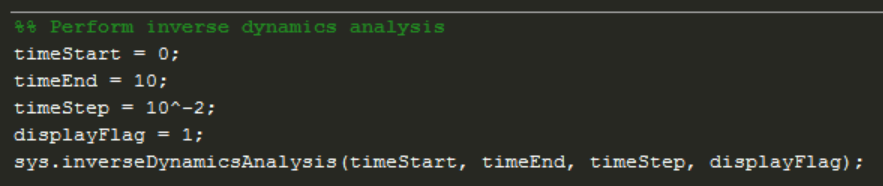 %% Perform inverse dynamics analysis
timeStart = 0;
timeEnd = 10;
timeStep = 10^-2;
displayFlag = 1;
sys.inverseDynamicsAnalysis(timeStart, timeEnd, timeStep, displayFlag);